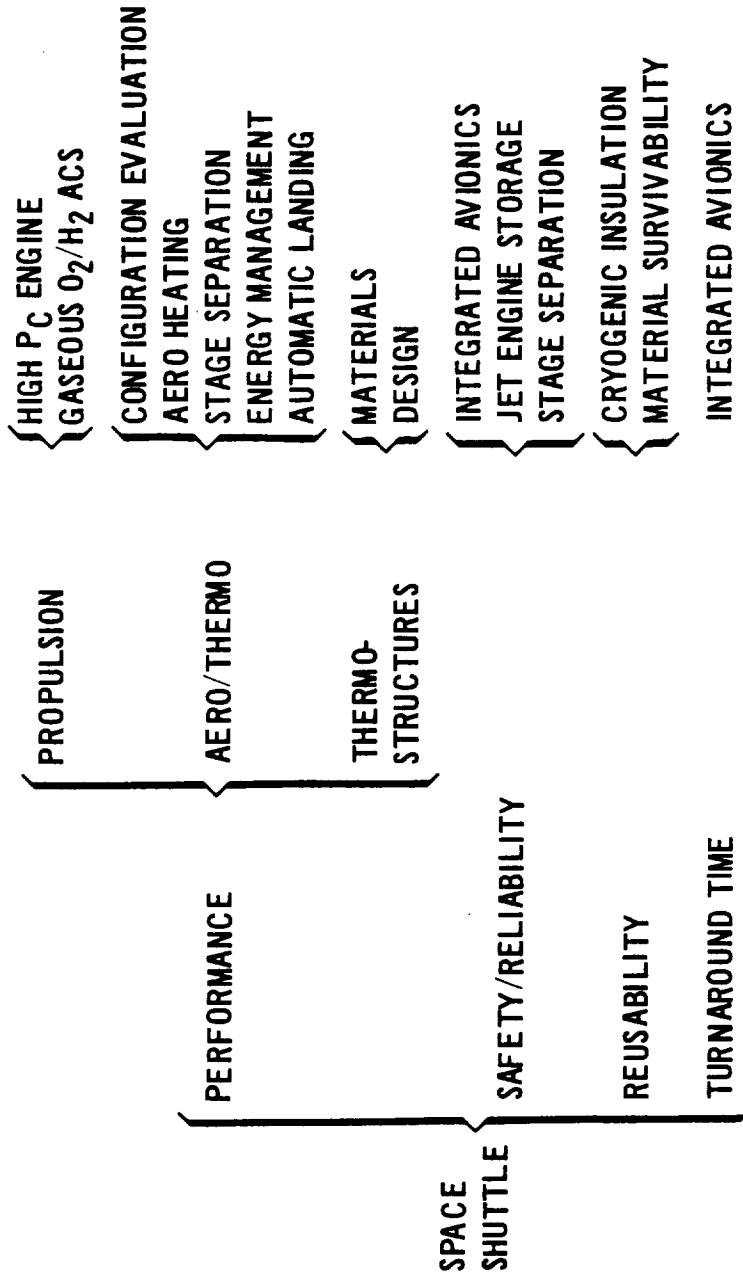 SPACE
SHUTTLE
PERFORMANCE
PROPULSION
HIGH P_C ENGINE
GASEOUS O₂/H₂ ACS
AERO/THERMO
CONFIGURATION EVALUATION
AERO HEATING
STAGE SEPARATION
ENERGY MANAGEMENT
AUTOMATIC LANDING
THERMO-
STRUCTURES
MATERIALS
DESIGN
SAFETY/RELIABILITY
INTEGRATED AVIONICS
JET ENGINE STORAGE
STAGE SEPARATION
REUSABILITY
CRYOGENIC INSULATION
MATERIAL SURVIVABILITY
TURNAROUND TIME
INTEGRATED AVIONICS